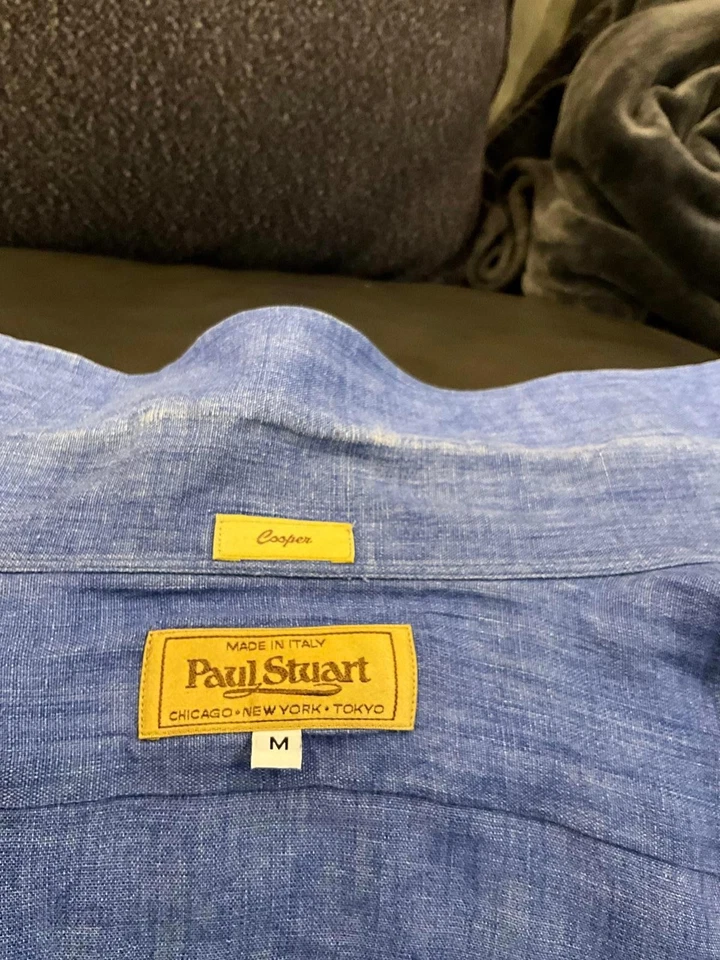 Cooper
MADE IN ITALY
Paul Stuart
CHICAGO • NEW YORK • TOKYO
M